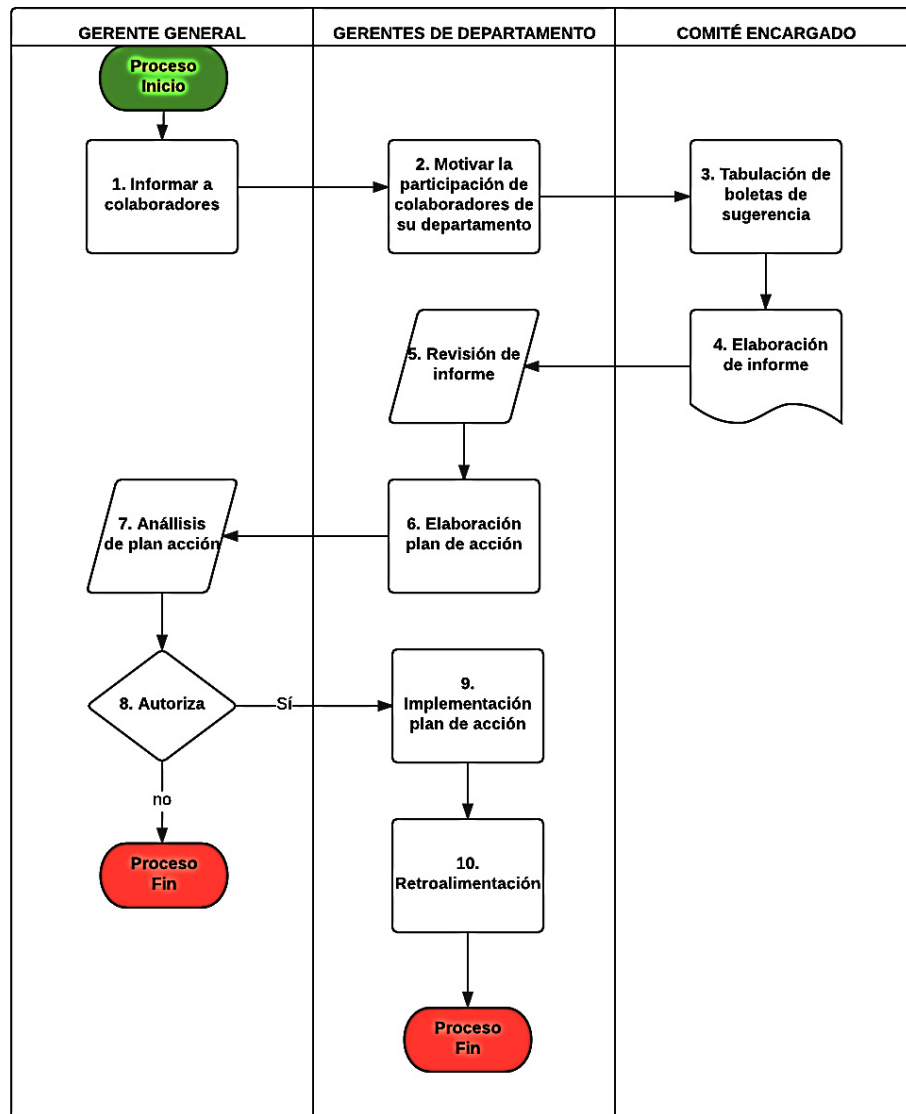 GERENTE GENERAL
GERENTES DE DEPARTAMENTO
COMITÉ ENCARGADO
Proceso
Inicio
1. Informar a
colaboradores
2. Motivar la
participación de
colaboradores de
su departamento
3. Tabulación de
boletas de
sugerencia
4. Elaboración
de informe
5. Revisión de
informe
6. Elaboración
plan de acción
7. Anállisis
de plan acción
8. Autoriza
Sí
no
9.
Implementación
plan de acción
Proceso
Fin
10.
Retroalimentación
Proceso
Fin